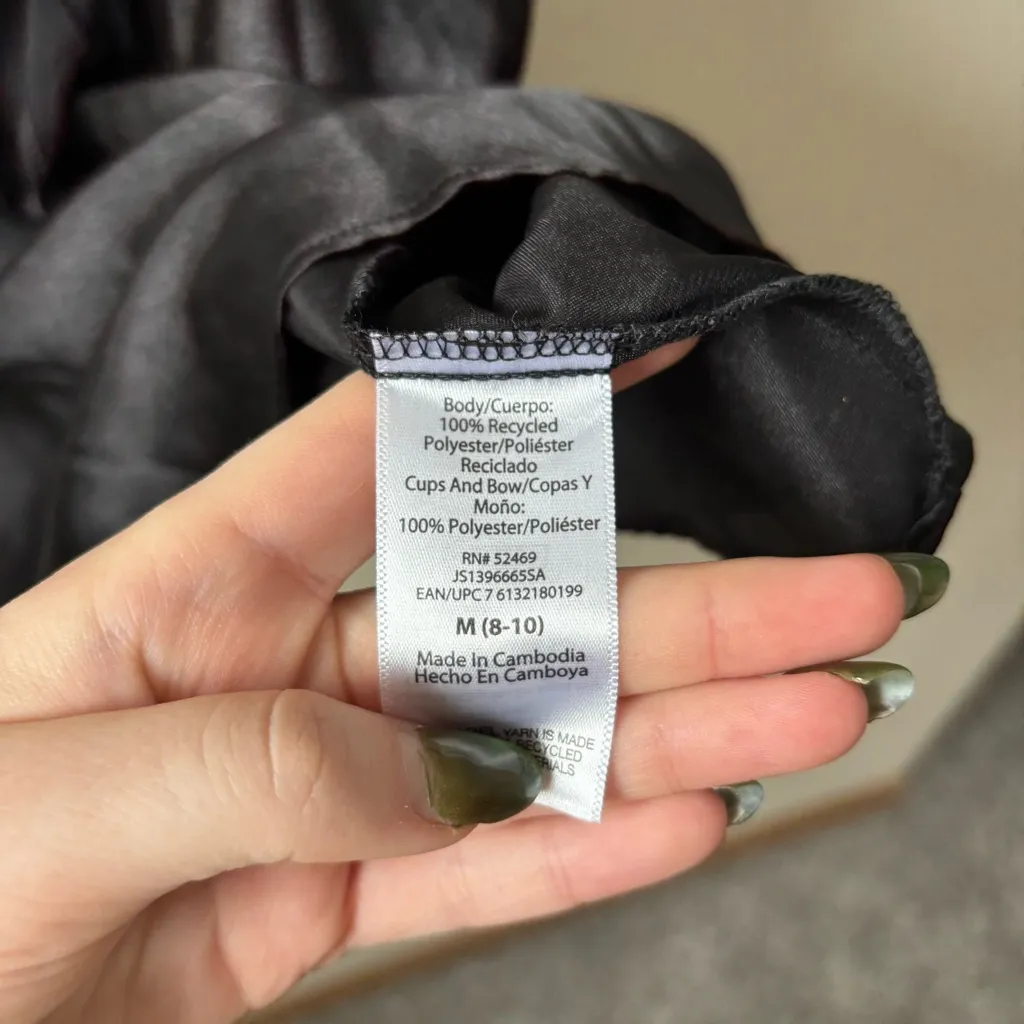 Body/Cuerpo:
100% Recycled
Polyester/Poliéster
Reciclado
Cups And Bow/Copas Y
Moño:
100% Polyester/Poliéster
RN# 52469
JS1396665SA
EAN/UPC 7 6132180199
M (8-10)
Made In Cambodia
Hecho En Camboya
YARN IS MADE
RECYCLED